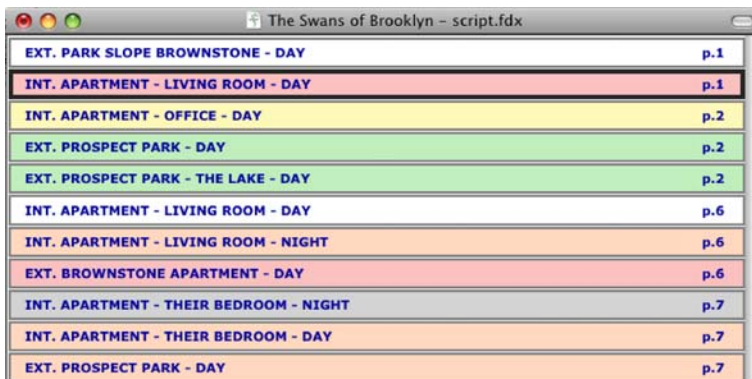 The Swans of Brooklyn – script.fdx
EXT. PARK SLOPE BROWNSTONE - DAY p.1
INT. APARTMENT - LIVING ROOM - DAY p.1
INT. APARTMENT - OFFICE - DAY p.2
EXT. PROSPECT PARK - DAY p.2
EXT. PROSPECT PARK - THE LAKE - DAY p.2
INT. APARTMENT - LIVING ROOM - DAY p.6
INT. APARTMENT - LIVING ROOM - NIGHT p.6
EXT. BROWNSTONE APARTMENT - DAY p.6
INT. APARTMENT - THEIR BEDROOM - NIGHT p.7
INT. APARTMENT - THEIR BEDROOM - DAY p.7
EXT. PROSPECT PARK - DAY p.7